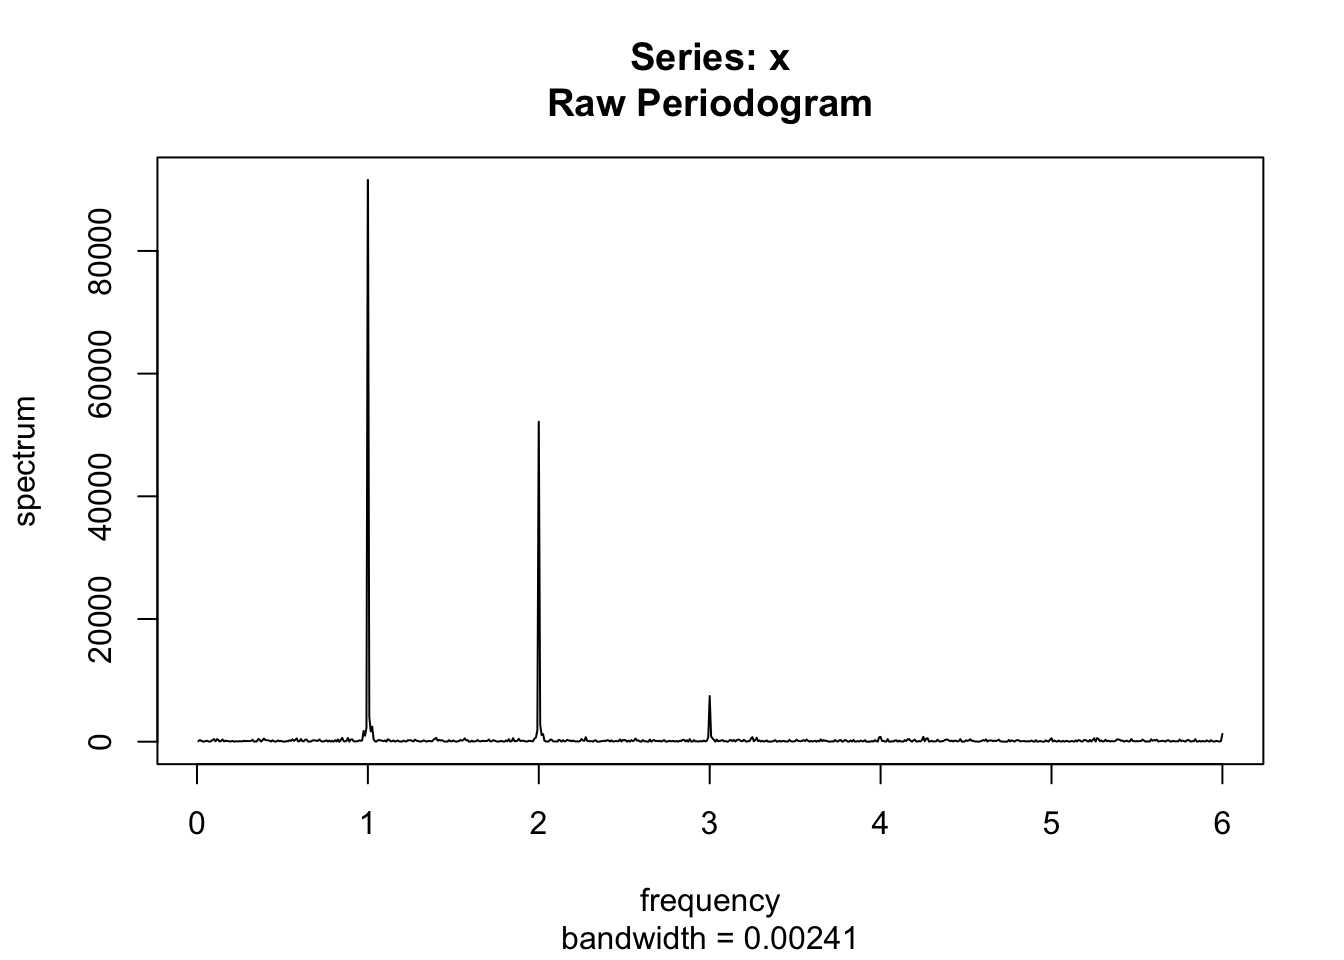 Series: x
Raw Periodogram
spectrum
80000
60000
40000
20000
0
0 1 2 3 4 5 6
frequency
bandwidth = 0.00241